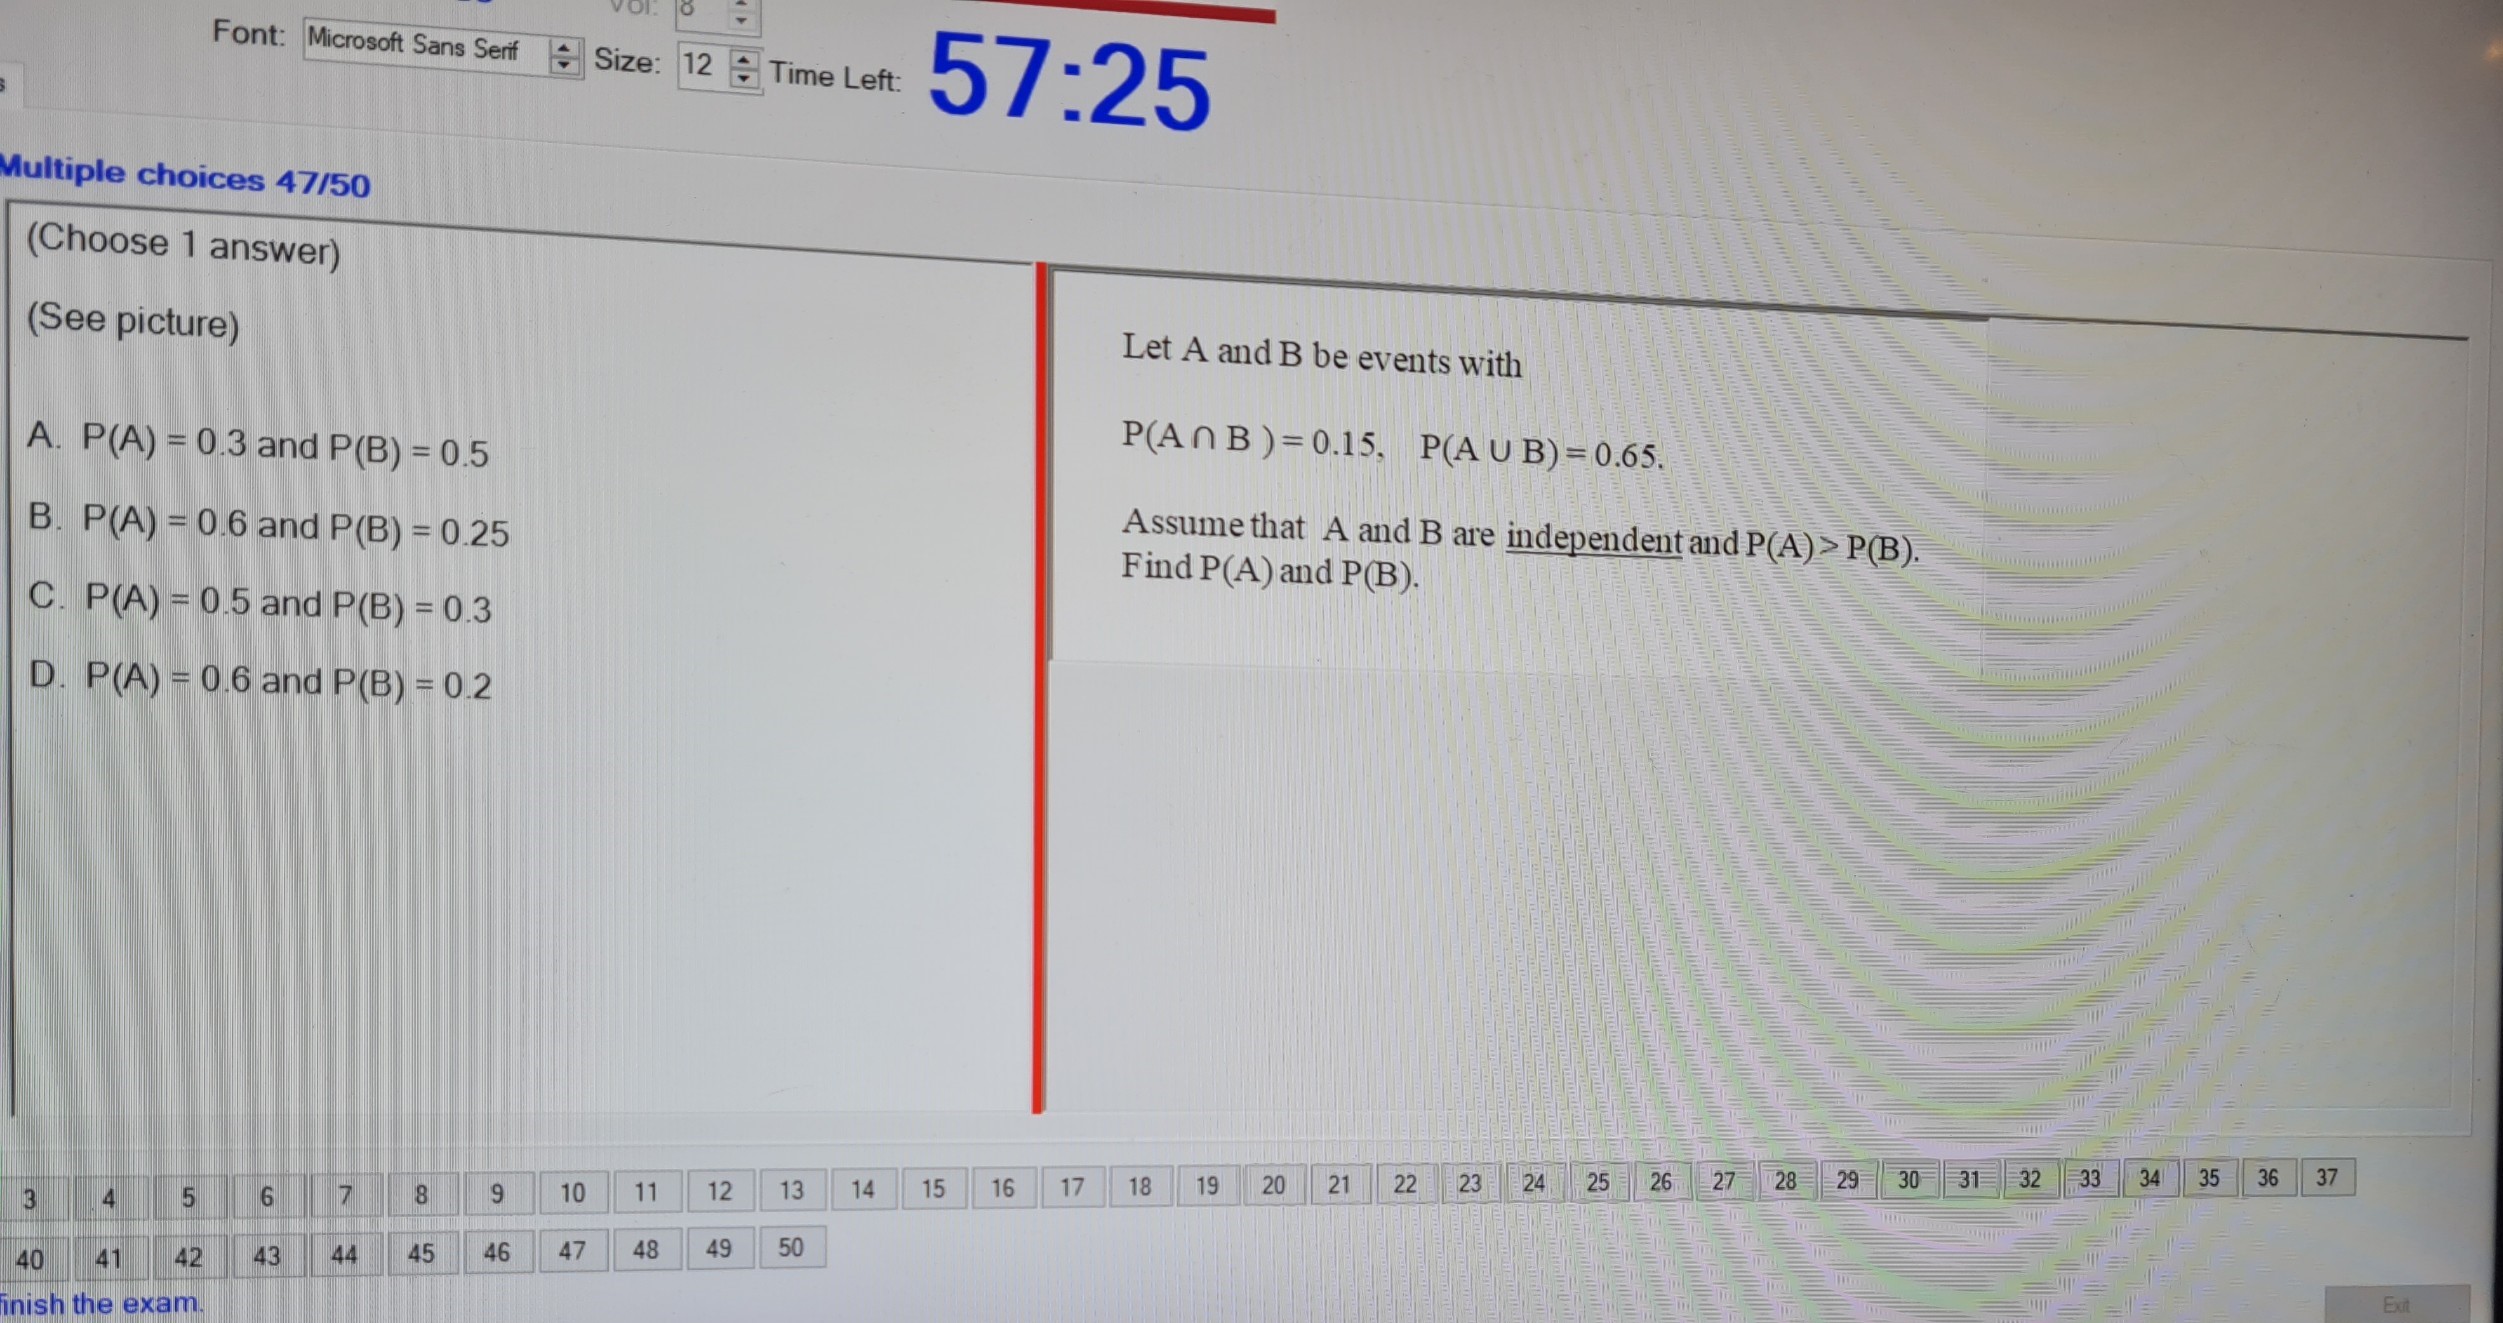 8
Font: Microsoft Sans Serif Size: 12 Time Left: 57:25
Multiple choices 47/50
(Choose 1 answer)
(See picture)
A. P(A) = 0.3 and P(B) = 0.5
B. P(A) = 0.6 and P(B) = 0.25
C. P(A) = 0.5 and P(B) = 0.3
D. P(A) = 0.6 and P(B) = 0.2
Let A and B be events with
P(A ∩ B ) = 0.15, P(A ∪ B) = 0.65.
Assume that A and B are independent and P(A) > P(B).
Find P(A) and P(B).
3 4 5 6 7 8 9 10 11 12 13 14 15 16 17 18 19 20 21 22 23 24 25 26 27 28 29 30 31 32 33 34 35 36 37
40 41 42 43 44 45 46 47 48 49 50
finish the exam.
Exit